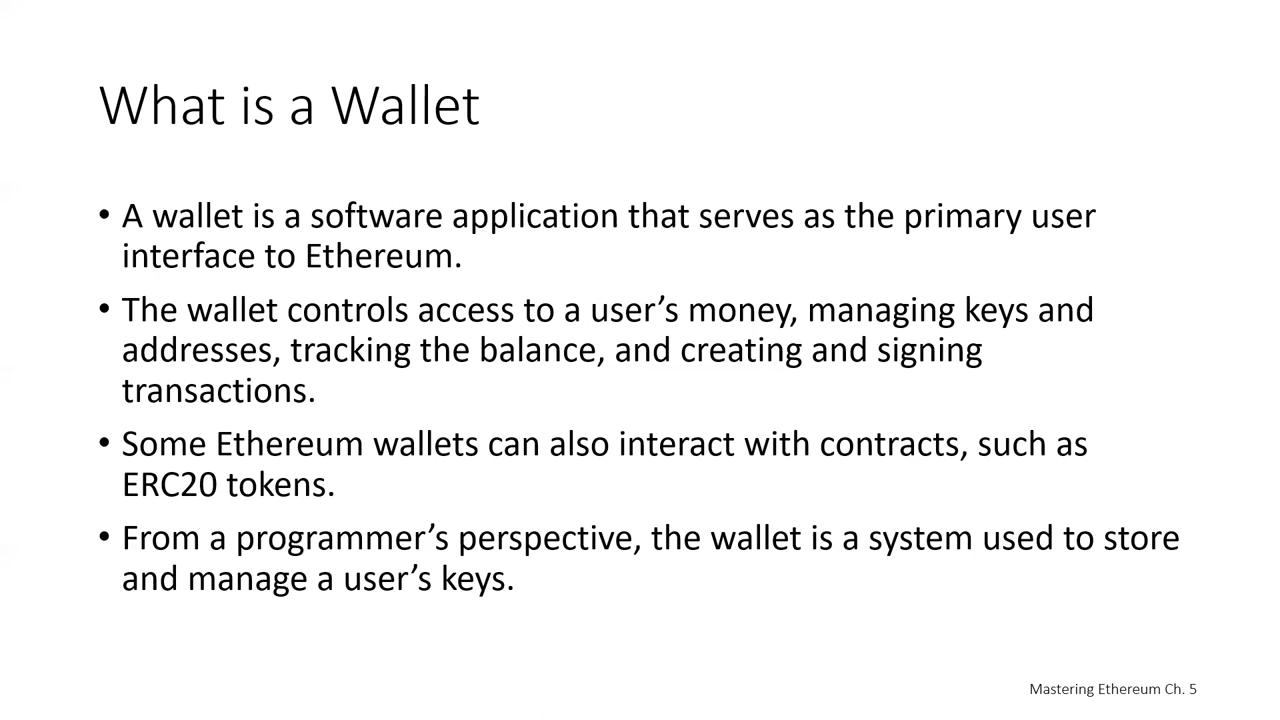 What is a Wallet
• A wallet is a software application that serves as the primary user
interface to Ethereum.
• The wallet controls access to a user’s money, managing keys and
addresses, tracking the balance, and creating and signing
transactions.
• Some Ethereum wallets can also interact with contracts, such as
ERC20 tokens.
• From a programmer’s perspective, the wallet is a system used to store
and manage a user’s keys.
Mastering Ethereum Ch. 5